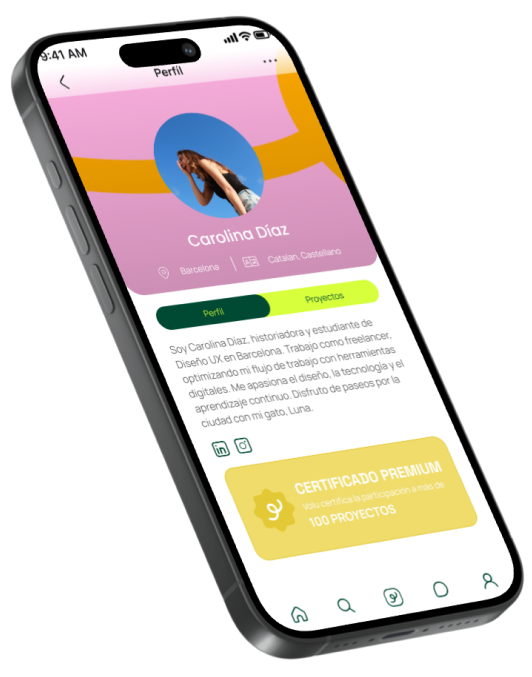 9:41 AM
Perfil
Carolina Díaz
Barcelona
Catalan, Castellano
Perfil
Proyectos
Soy Carolina Díaz, historiadora y estudiante de
Diseño UX en Barcelona. Trabajo como freelancer,
optimizando mi flujo de trabajo con herramientas
digitales. Me apasiona el diseño, la tecnología y el
aprendizaje continuo. Disfruto de paseos por la
ciudad con mi gato, Luna.
in
CERTIFICADO PREMIUM
volu certifica la participación a más de
100 PROYECTOS